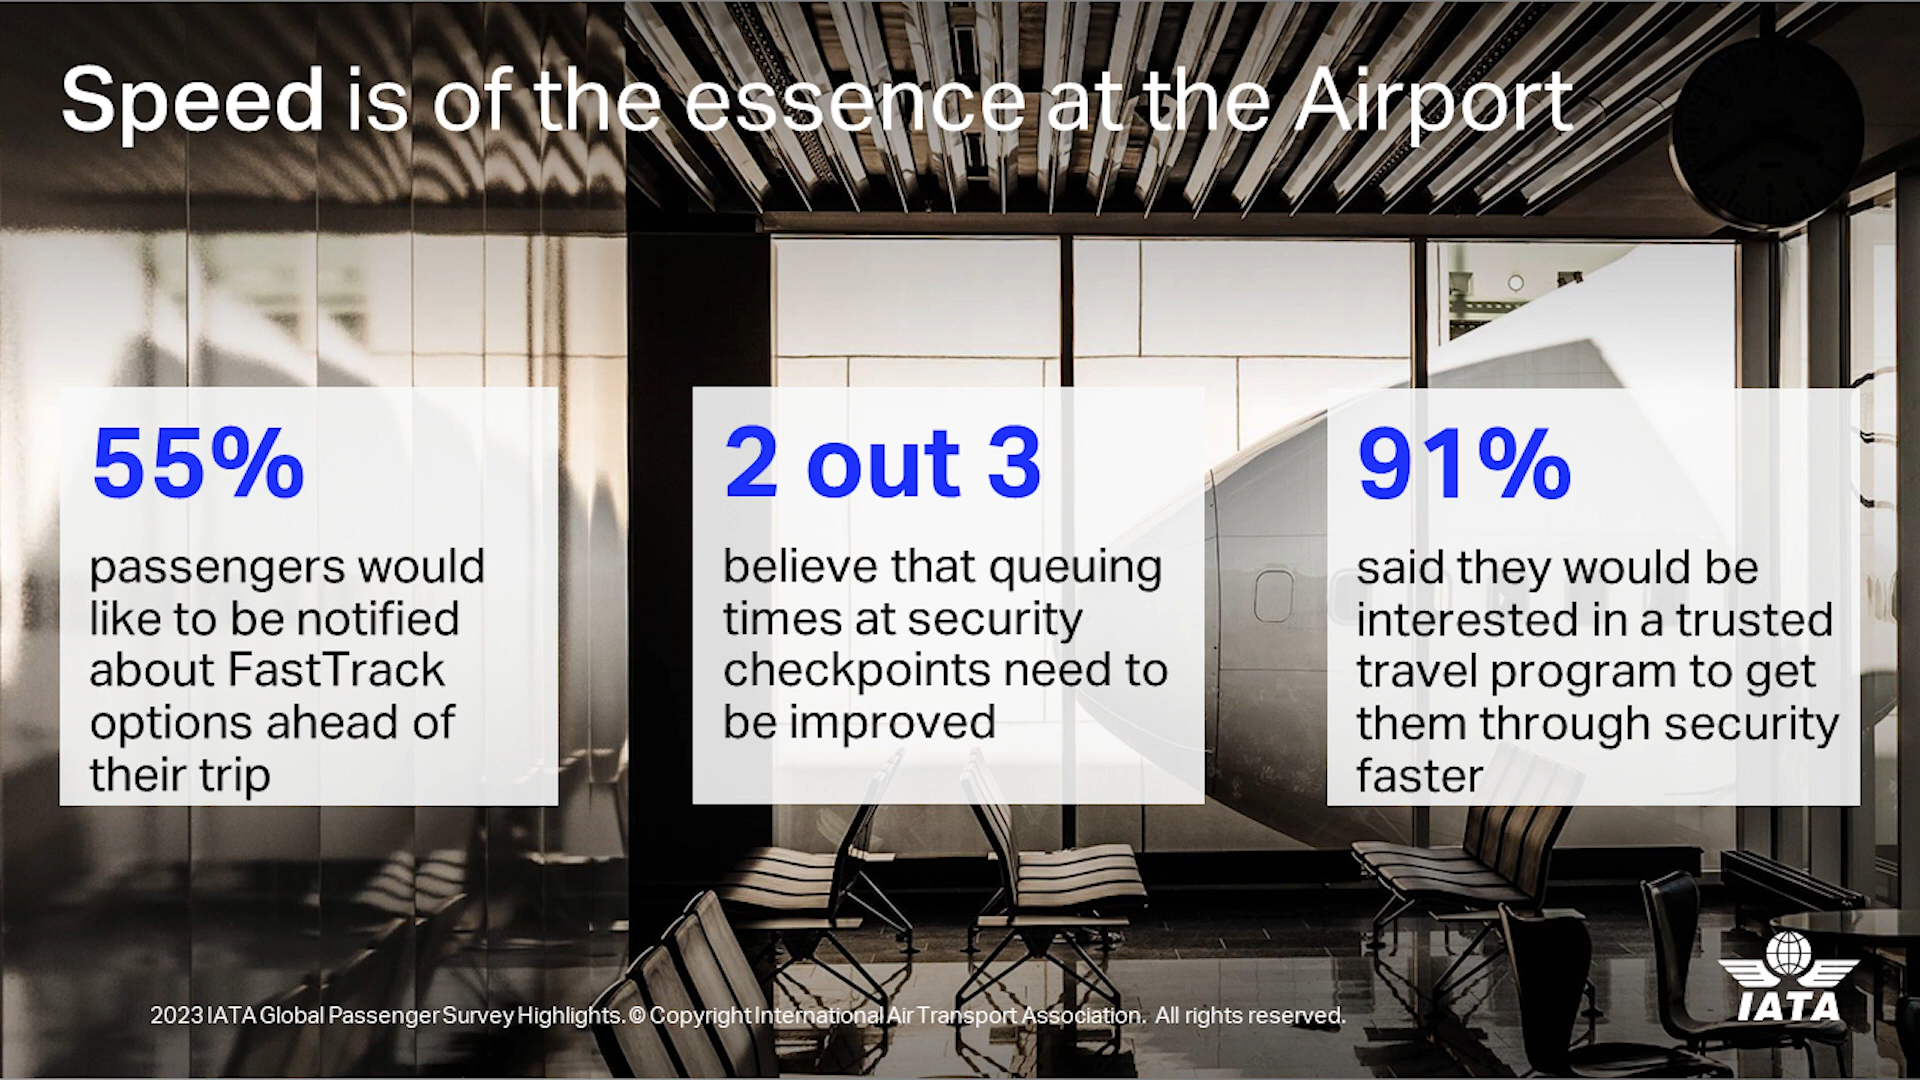 Speed is of the essence at the Airport
55%
passengers would
like to be notified
about FastTrack
options ahead of
their trip
2 out 3
believe that queuing
times at security
checkpoints need to
be improved
91%
said they would be
interested in a trusted
travel program to get
them through security
faster
2023 IATA Global Passenger Survey Highlights. © Copyright International Air Transport Association. All rights reserved.
IATA